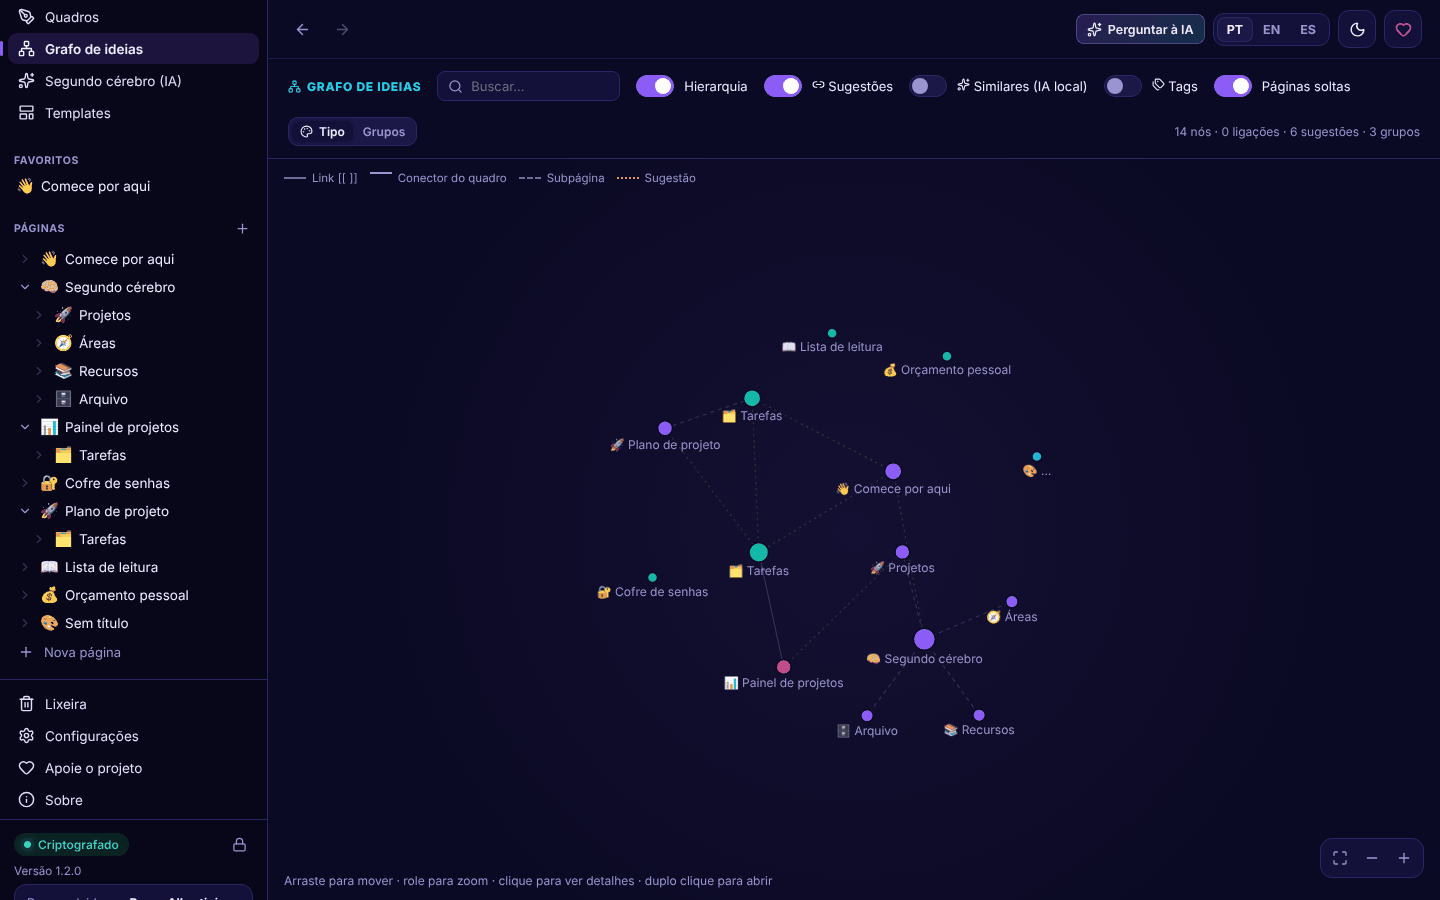 Quadros
Grafo de ideias
Segundo cérebro (IA)
Templates
FAVORITOS
Comece por aqui
PÁGINAS
Comece por aqui
Segundo cérebro
Projetos
Áreas
Recursos
Arquivo
Painel de projetos
Tarefas
Cofre de senhas
Plano de projeto
Tarefas
Lista de leitura
Orçamento pessoal
Sem título
Nova página
Lixeira
Configurações
Apoie o projeto
Sobre
Criptografado
Versão 1.2.0
Perguntar à IA
PT EN ES
GRAFO DE IDEIAS
Buscar...
Hierarquia
Sugestões
Similares (IA local)
Tags
Páginas soltas
Tipo Grupos
14 nós · 0 ligações · 6 sugestões · 3 grupos
Link [[ ]]
Conector do quadro
Subpágina
Sugestão
Lista de leitura
Orçamento pessoal
Tarefas
Plano de projeto
...
Comece por aqui
Tarefas
Projetos
Cofre de senhas
Áreas
Segundo cérebro
Painel de projetos
Arquivo
Recursos
Arraste para mover · role para zoom · clique para ver detalhes · duplo clique para abrir